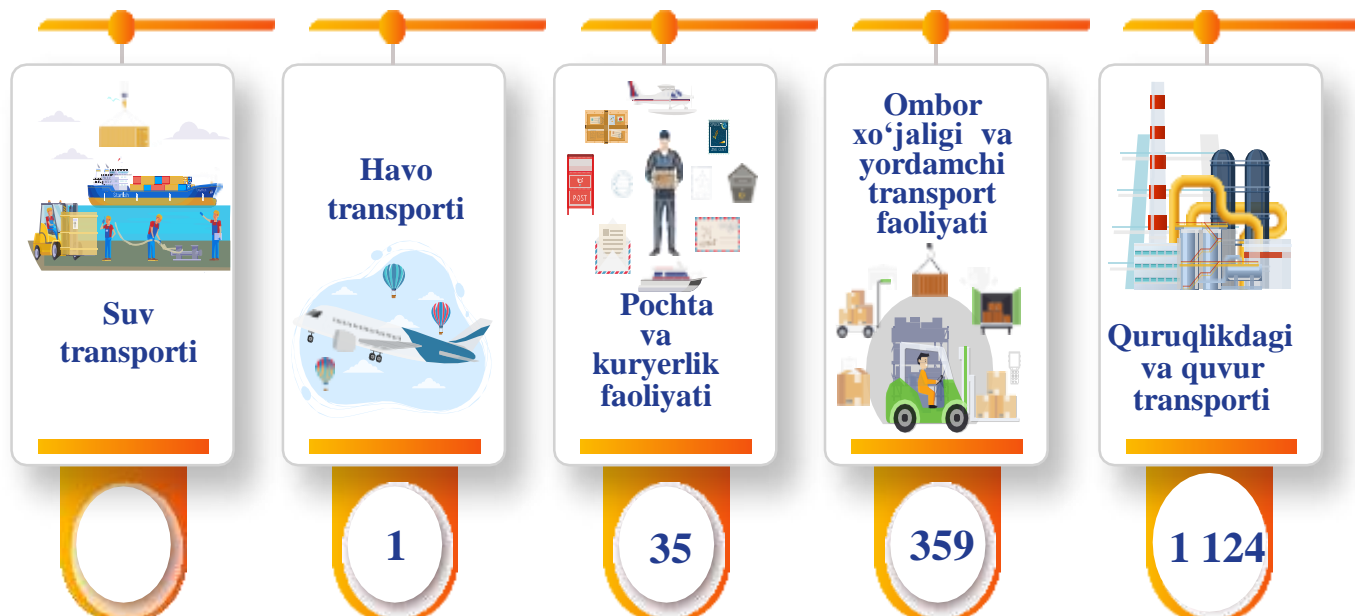 Suv
transporti
Havo
transporti
1
POST
Pochta
va
kuryerlik
faoliyati
35
Ombor
xo‘jaligi va
yordamchi
transport
faoliyati
359
Quruqlikdagi
va quvur
transporti
1 124